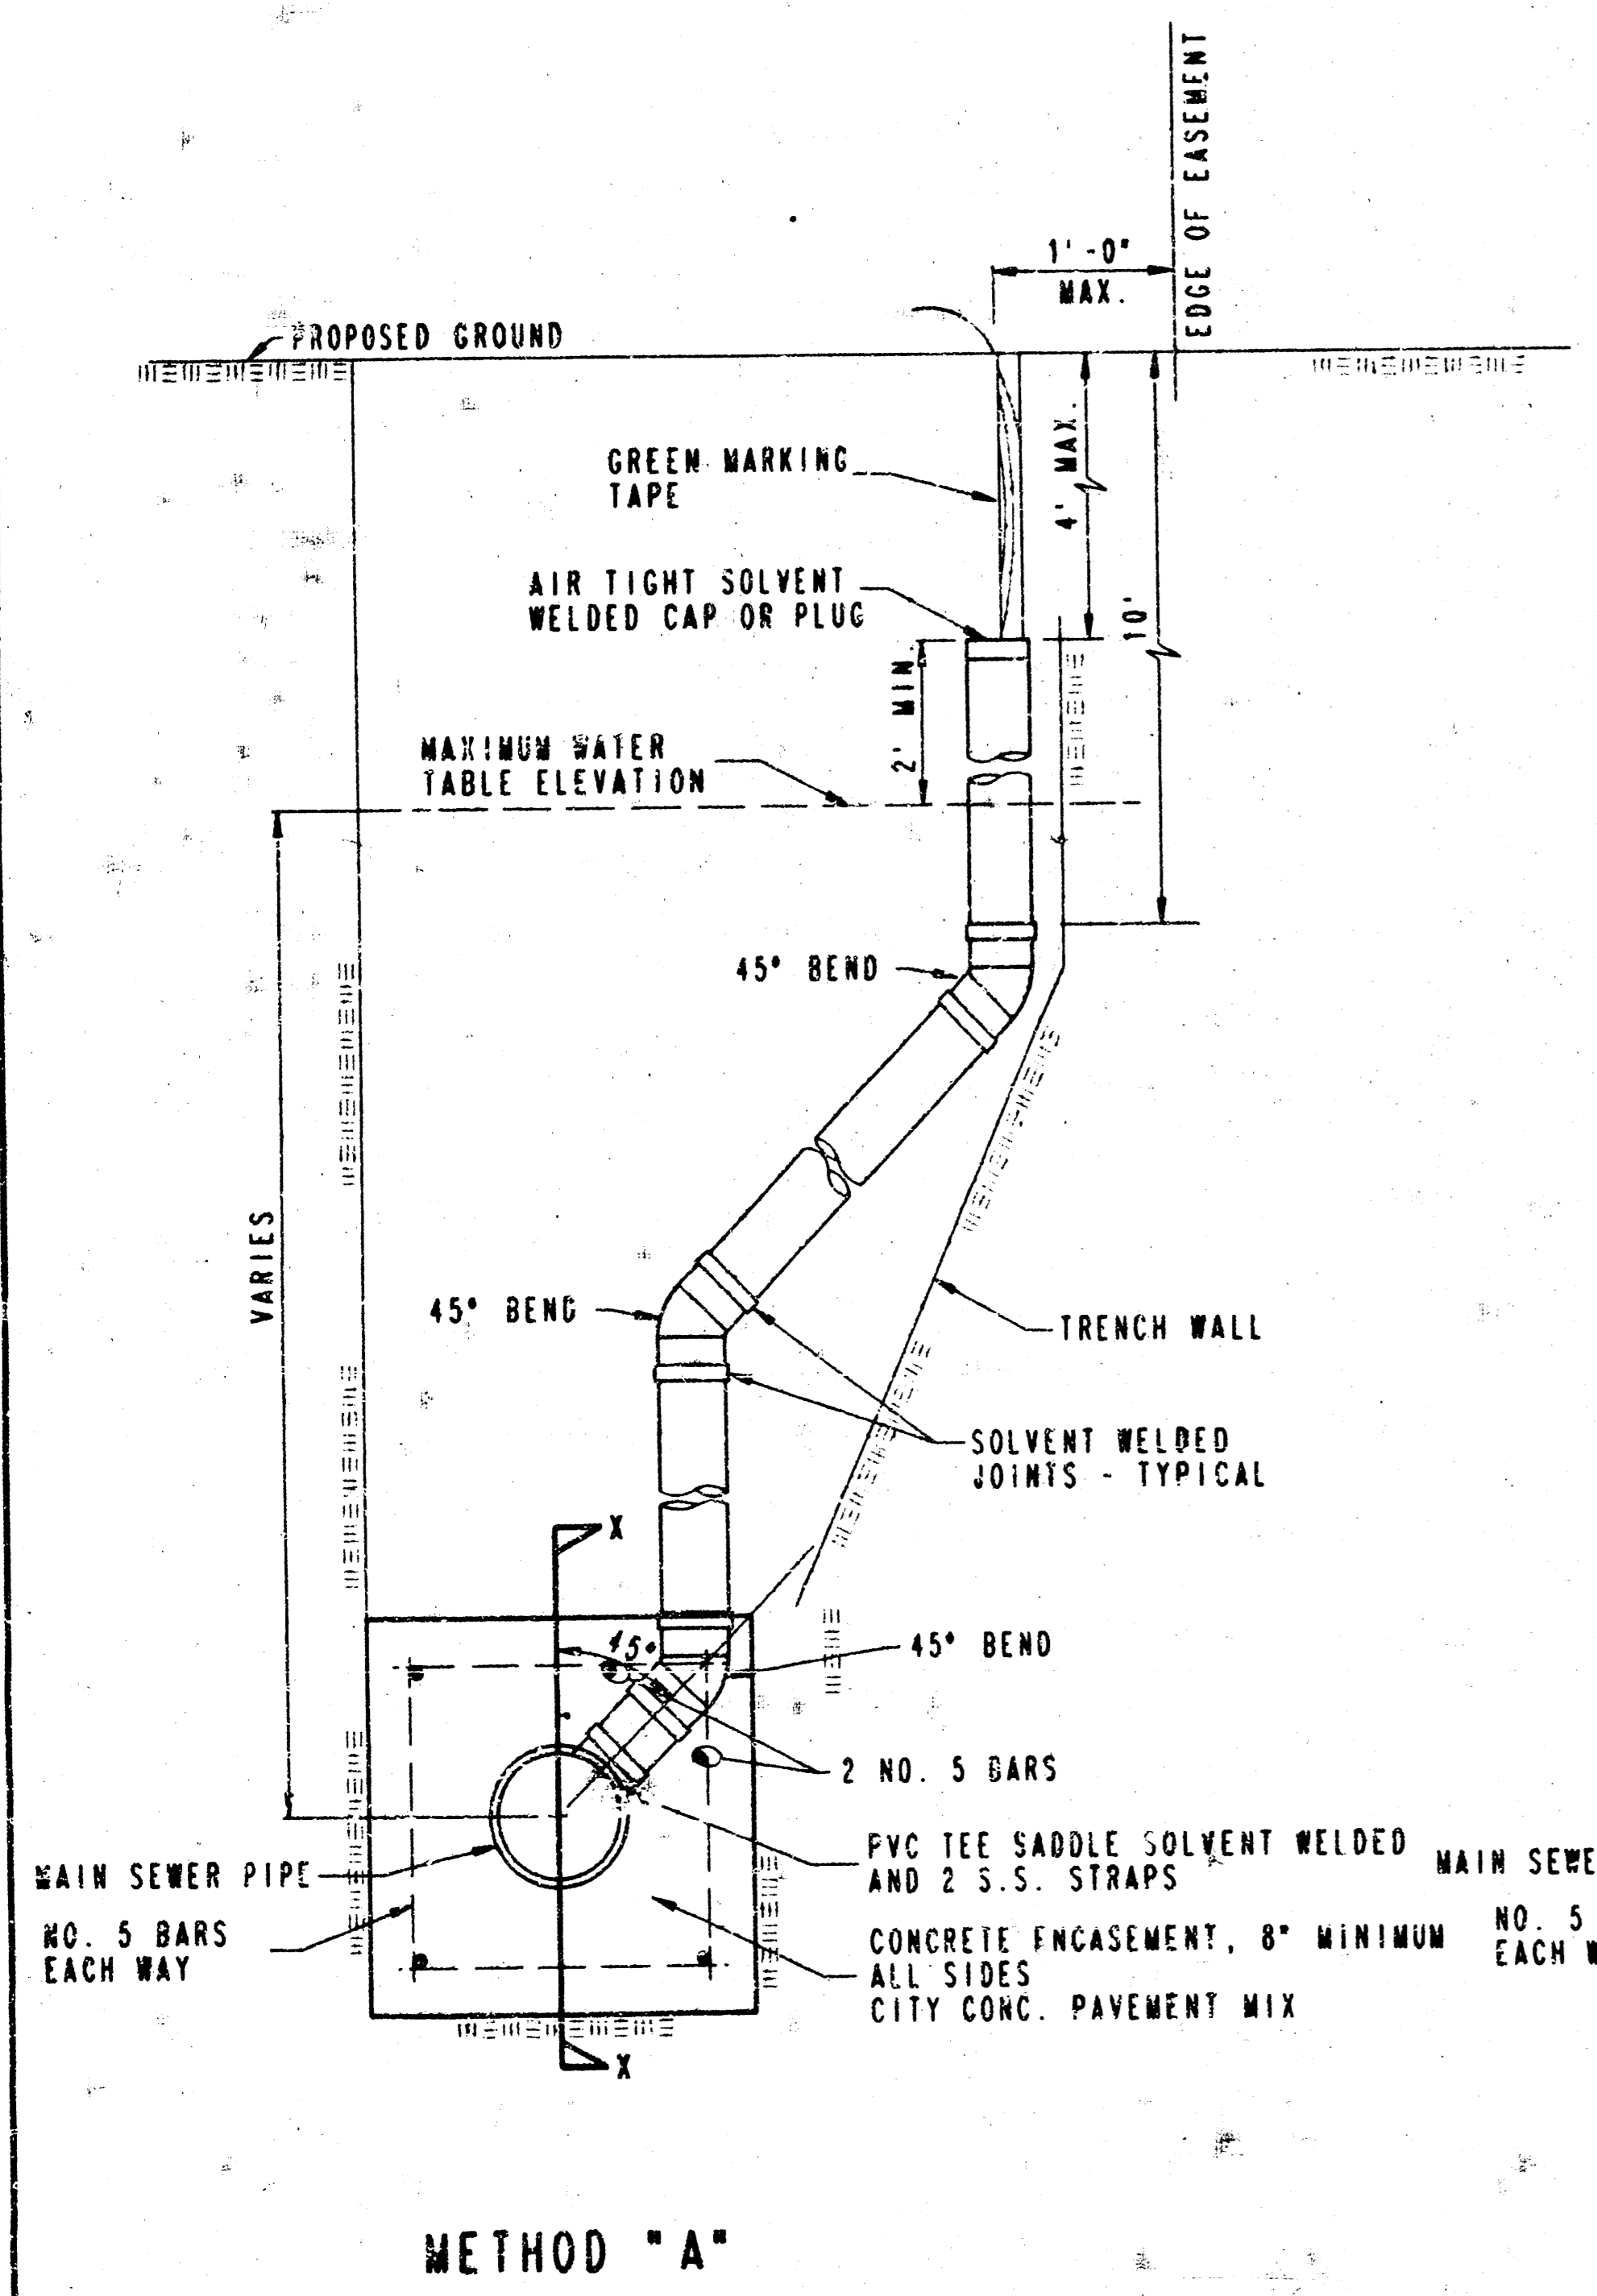 EDGE OF EASEMENT
1'-0"
MAX.
PROPOSED GROUND
GREEN MARKING
TAPE
4' MAX.
AIR TIGHT SOLVENT
WELDED CAP OR PLUG
10'
2' MIN.
MAXIMUM WATER
TABLE ELEVATION
45° BEND
VARIES
45° BEND
TRENCH WALL
SOLVENT WELDED
JOINTS - TYPICAL
X
45°
45° BEND
2 NO. 5 BARS
MAIN SEWER PIPE
PVC TEE SADDLE SOLVENT WELDED
AND 2 S.S. STRAPS
MAIN SEWE
NO. 5 BARS
EACH WAY
CONCRETE ENCASEMENT, 8" MINIMUM
ALL SIDES
CITY CONC. PAVEMENT MIX
NO. 5
EACH W
X
METHOD "A"